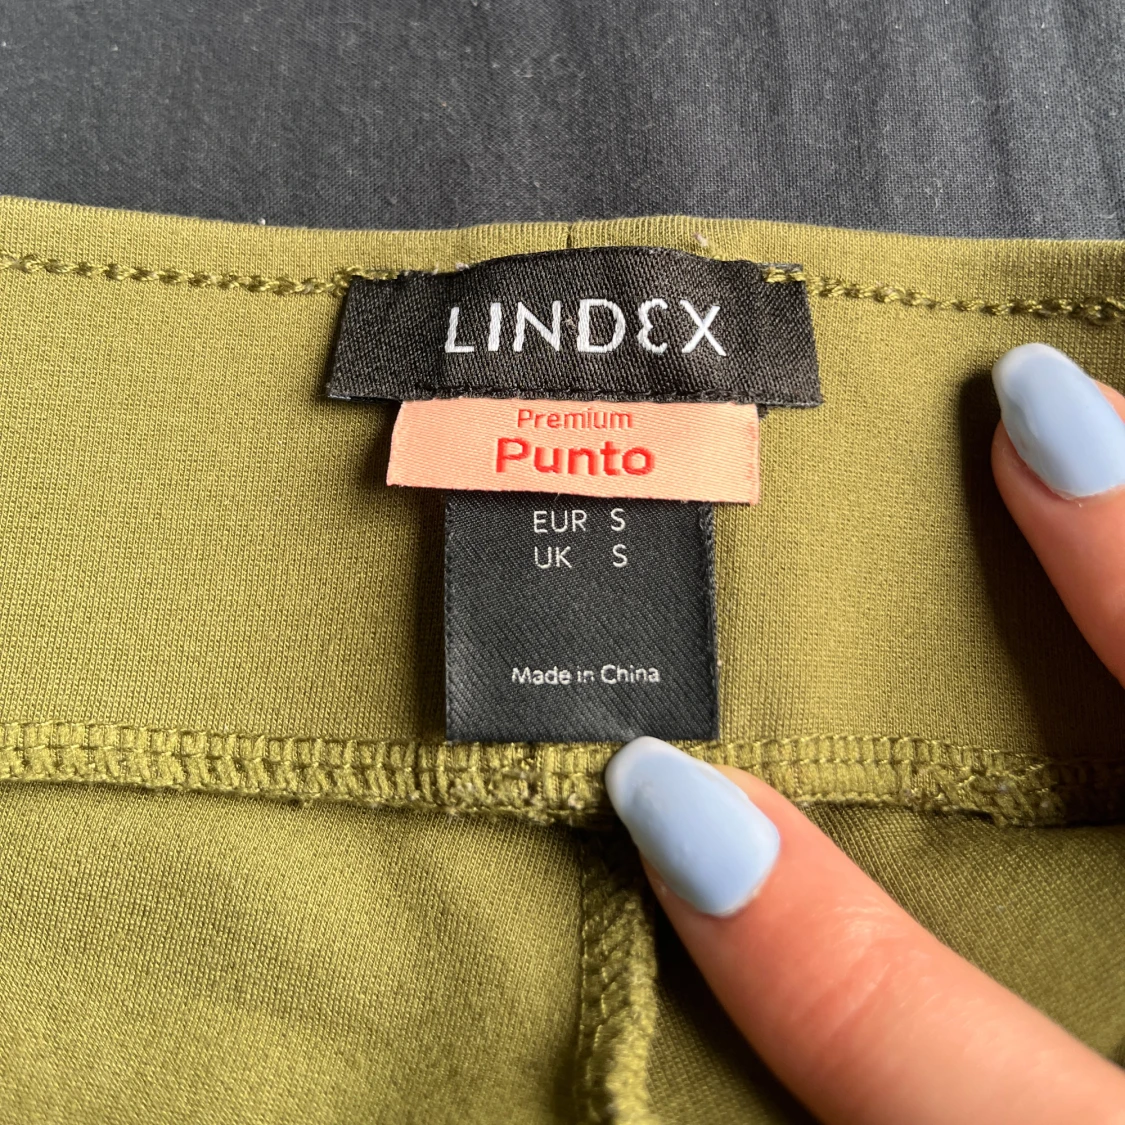 LINDEX
Premium
Punto
EUR S
UK S
Made in China